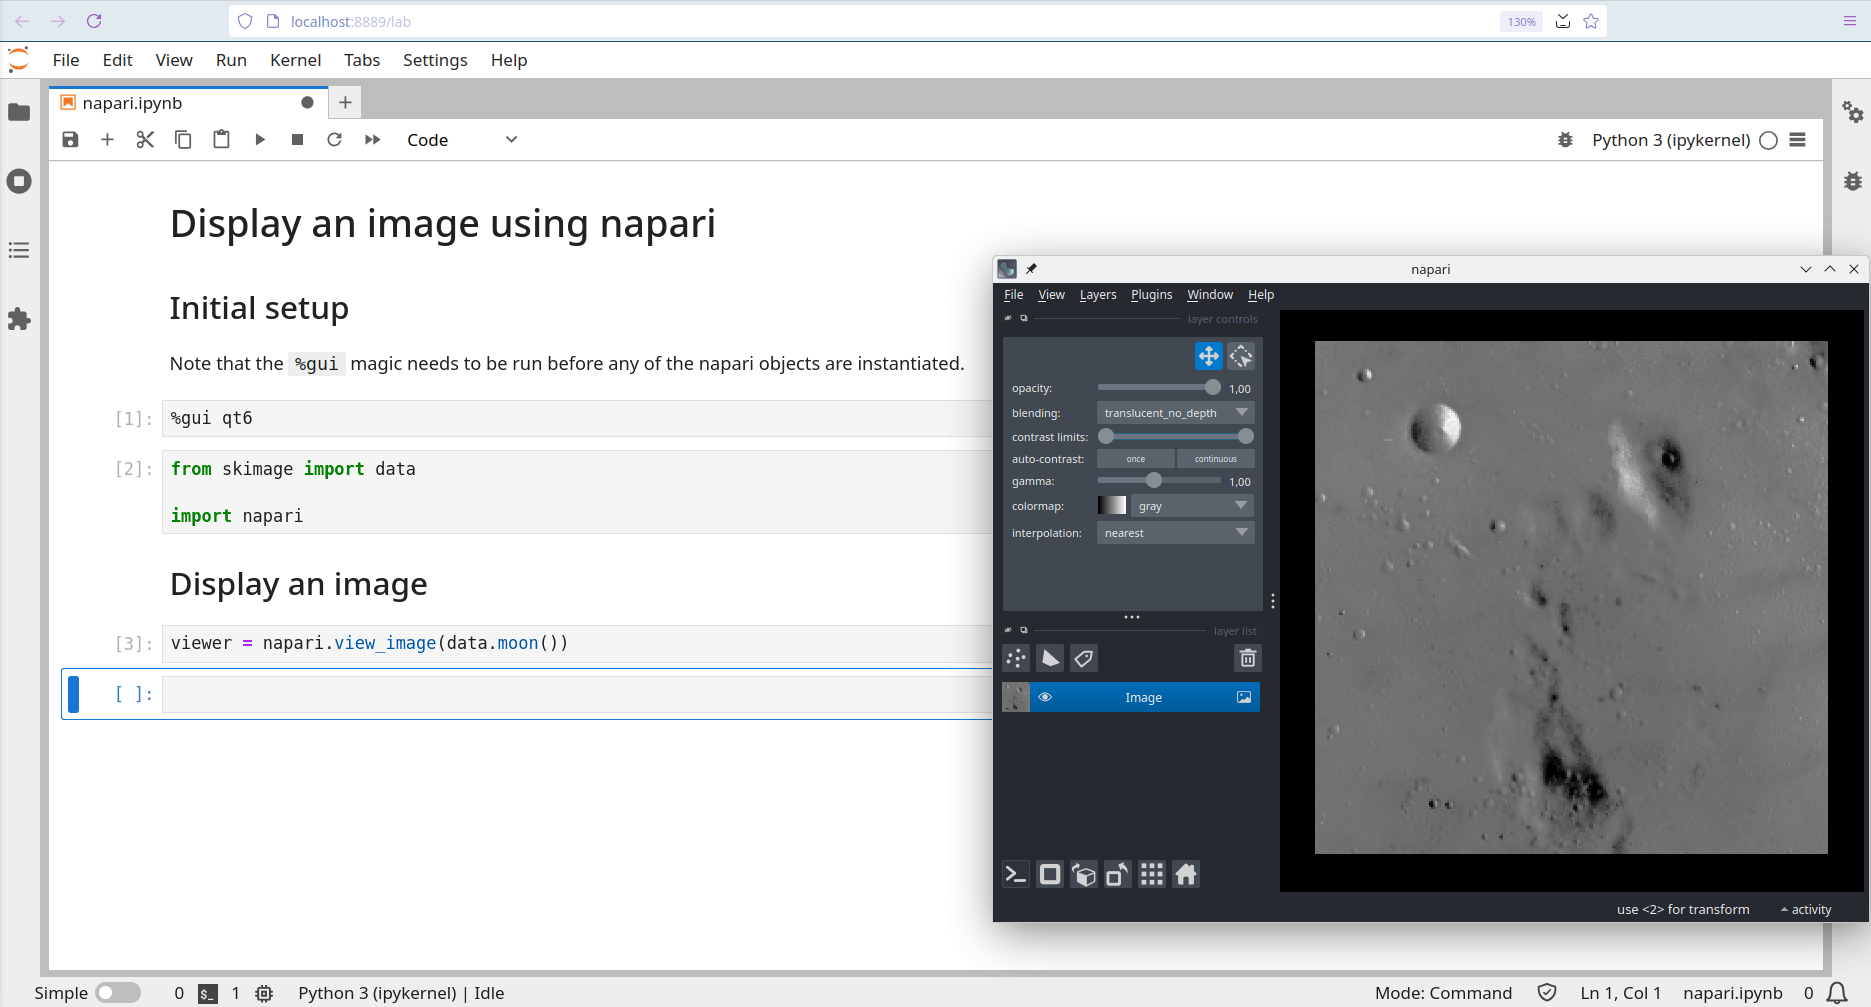 localhost:8889/lab
130%
File Edit View Run Kernel Tabs Settings Help
napari.ipynb
Code
Python 3 (ipykernel)
Display an image using napari
Initial setup
Note that the %gui magic needs to be run before any of the napari objects are instantiated.
[1]: %gui qt6
[2]: from skimage import data
import napari
Display an image
[3]: viewer = napari.view_image(data.moon())
[ ]:
napari
File View Layers Plugins Window Help
layer controls
opacity: 1,00
blending: translucent_no_depth
contrast limits:
auto-contrast: once continuous
gamma: 1,00
colormap: gray
interpolation: nearest
layer list
Image
use <2> for transform activity
Simple 0 1 Python 3 (ipykernel) | Idle Mode: Command Ln 1, Col 1 napari.ipynb 0